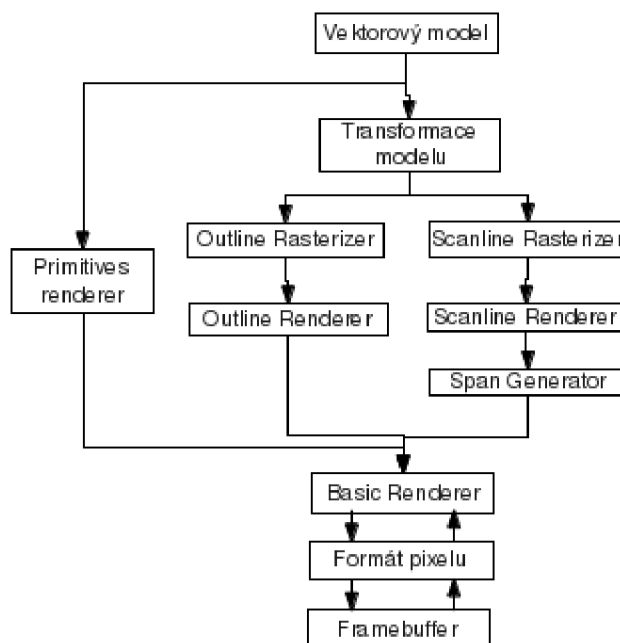 Vektorový model
Transformace
modelu
Outline Rasterizer
Scanline Rasterizer
Primitives
renderer
Outline Renderer
Scanline Renderer
Span Generator
Basic Renderer
Formát pixelu
Framebuffer